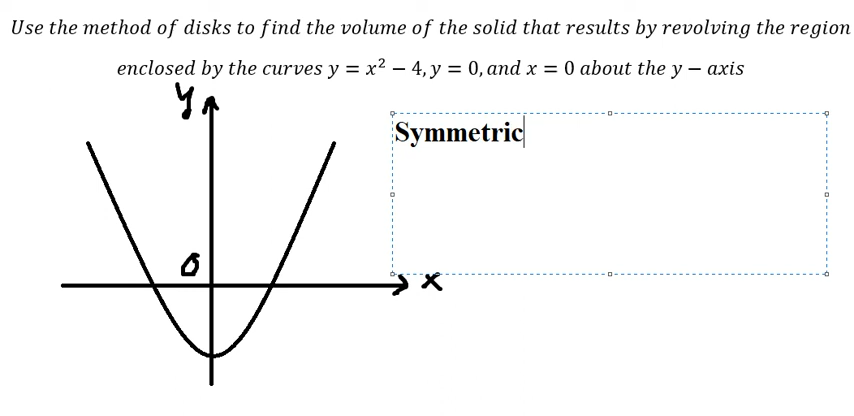 Use the method of disks to find the volume of the solid that results by revolving the region
enclosed by the curves y = x² − 4, y = 0, and x = 0 about the y − axis
y
Symmetric
0
x